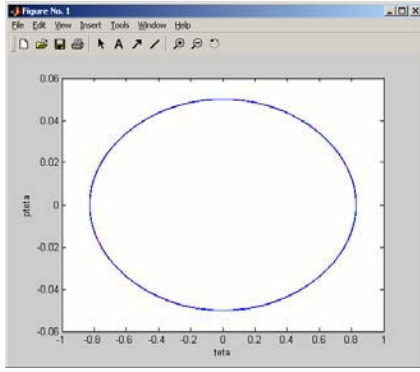 Figure No. 1
File Edit View Insert Tools Window Help
A
0.06
0.04
0.02
0
-0.02
-0.04
-0.06
pteta
-1 -0.8 -0.6 -0.4 -0.2 0 0.2 0.4 0.6 0.8 1
teta